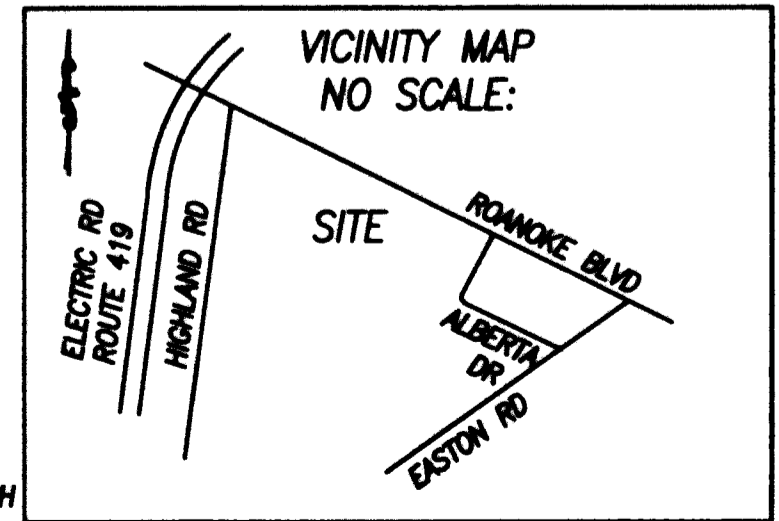 VICINITY MAP
NO SCALE:
ELECTRIC RD
ROUTE 419
HIGHLAND RD
SITE
ROANOKE BLVD
ALBERTA
DR
EASTON RD
H